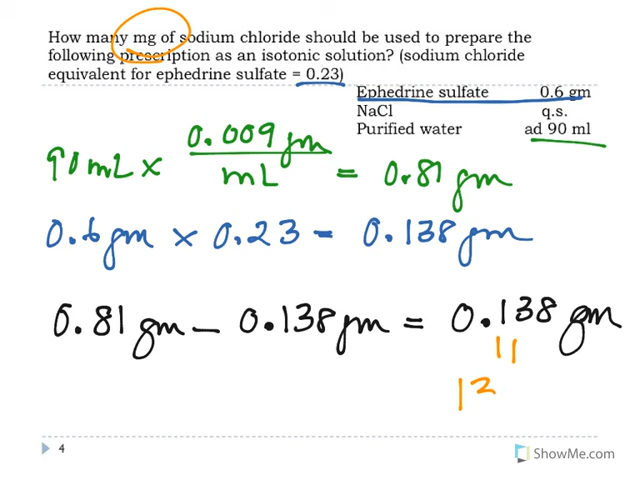 How many mg of sodium chloride should be used to prepare the
following prescription as an isotonic solution? (sodium chloride
equivalent for ephedrine sulfate = 0.23)
Ephedrine sulfate 0.6 gm
NaCl q.s.
Purified water ad 90 ml
90 mL x 0.009 gm / mL = 0.81 gm
0.6 gm x 0.23 = 0.138 gm
0.81 gm - 0.138 gm = 0.138 gm
11
12
4
ShowMe.com